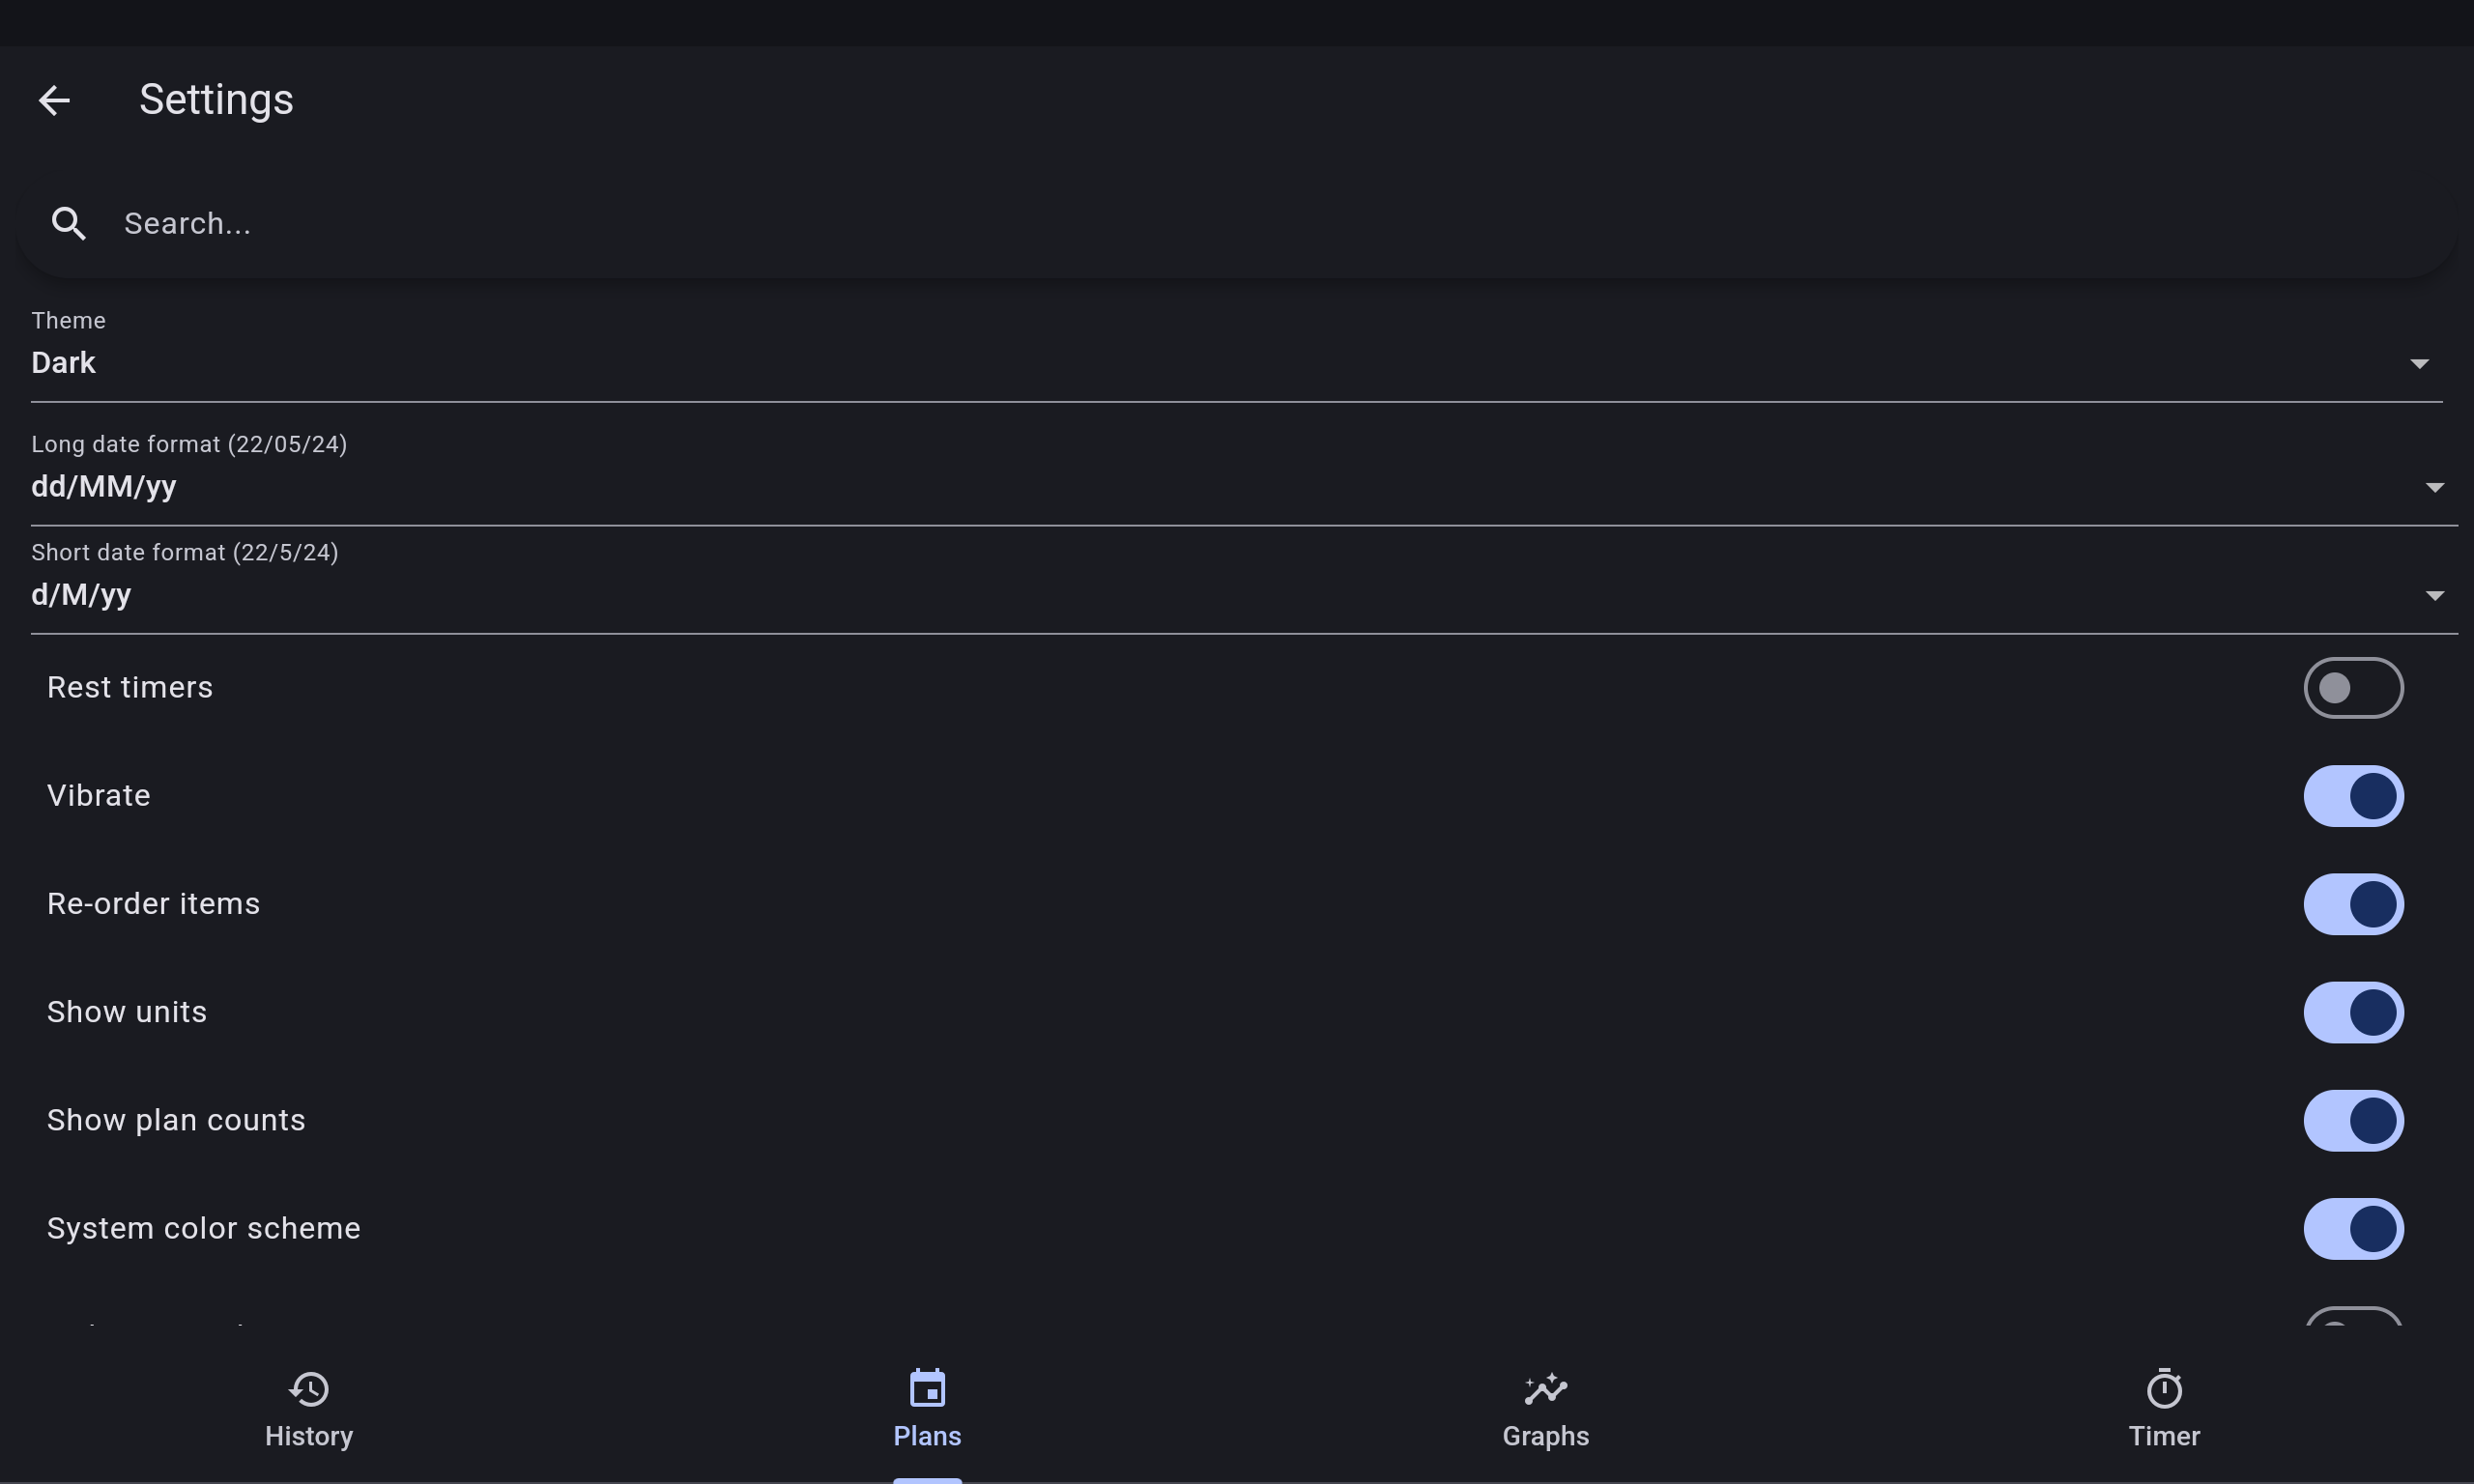 Settings
Search...
Theme
Dark
Long date format (22/05/24)
dd/MM/yy
Short date format (22/5/24)
d/M/yy
Rest timers
Vibrate
Re-order items
Show units
Show plan counts
System color scheme
History
Plans
Graphs
Timer